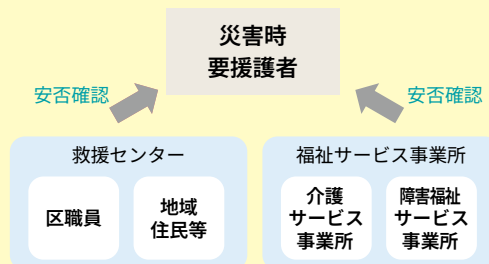 災害時
要援護者
安否確認
安否確認
救援センター
区職員
地域
住民等
福祉サービス事業所
介護
サービス
事業所
障害福祉
サービス
事業所